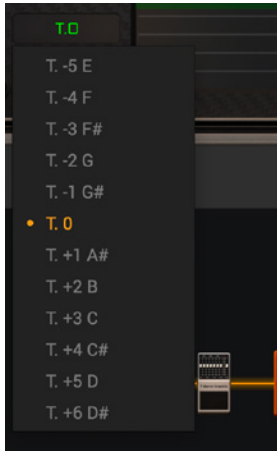 T.0
T. -5 E
T. -4 F
T. -3 F#
T. -2 G
T. -1 G#
T. 0
T. +1 A#
T. +2 B
T. +3 C
T. +4 C#
T. +5 D
T. +6 D#